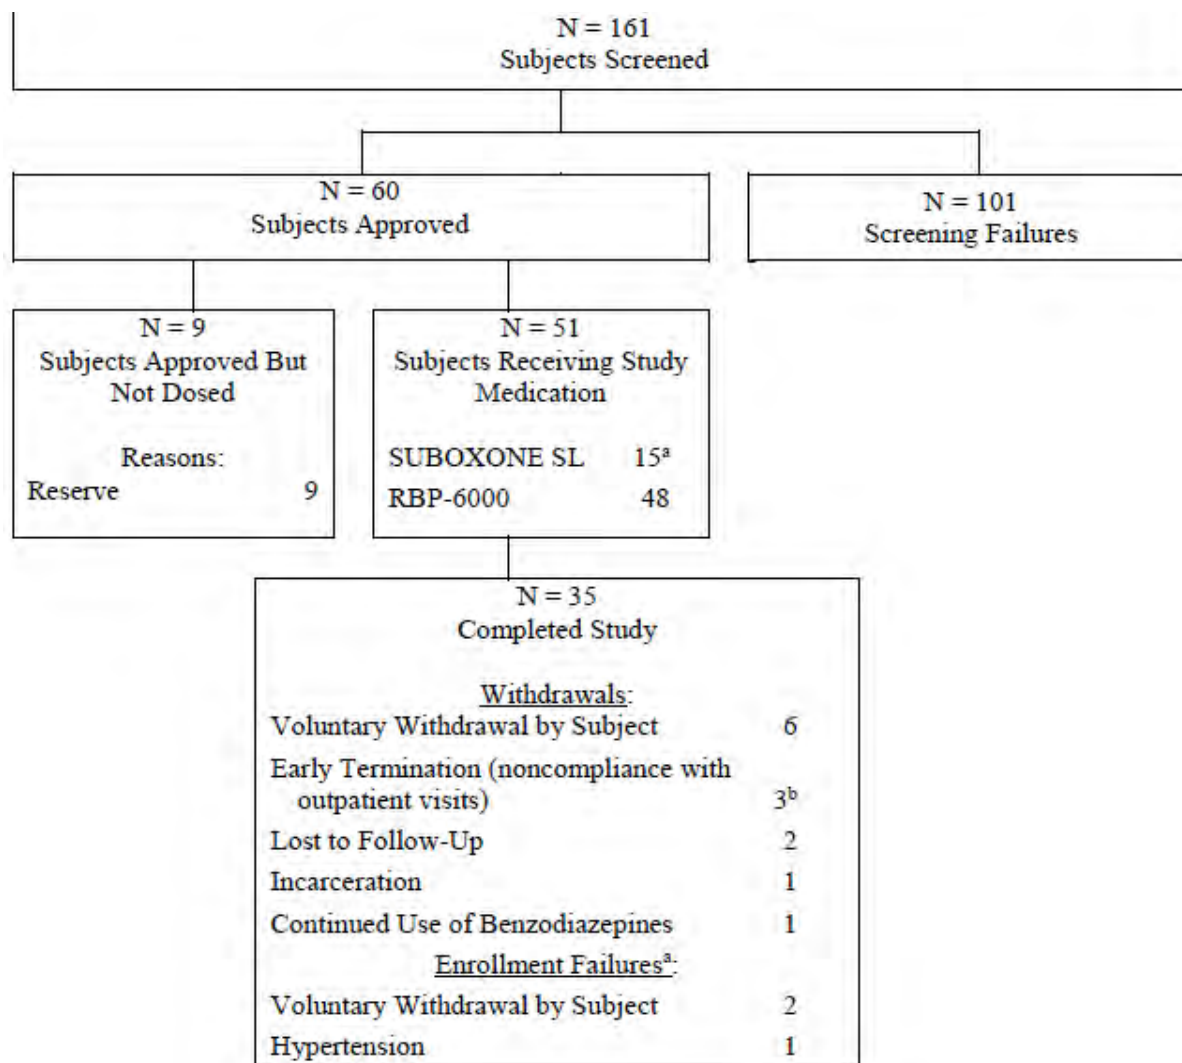 N = 161
Subjects Screened
N = 60
Subjects Approved
N = 101
Screening Failures
N = 9
Subjects Approved But
Not Dosed
Reasons:
Reserve 9
N = 51
Subjects Receiving Study
Medication
SUBOXONE SL 15ᵃ
RBP-6000 48
N = 35
Completed Study
Withdrawals:
Voluntary Withdrawal by Subject 6
Early Termination (noncompliance with
outpatient visits) 3ᵇ
Lost to Follow-Up 2
Incarceration 1
Continued Use of Benzodiazepines 1
Enrollment Failuresᵃ:
Voluntary Withdrawal by Subject 2
Hypertension 1